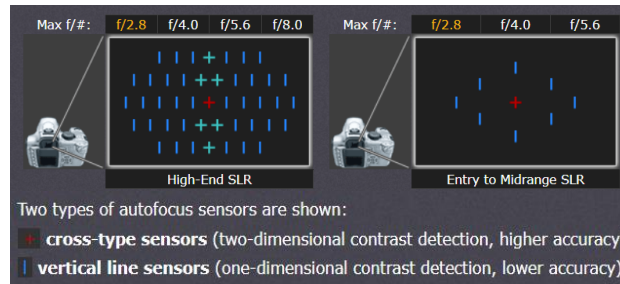 Max f/#: f/2.8 f/4.0 f/5.6 f/8.0 Max f/#: f/2.8 f/4.0 f/5.6
High-End SLR Entry to Midrange SLR
Two types of autofocus sensors are shown:
cross-type sensors (two-dimensional contrast detection, higher accuracy
vertical line sensors (one-dimensional contrast detection, lower accuracy)